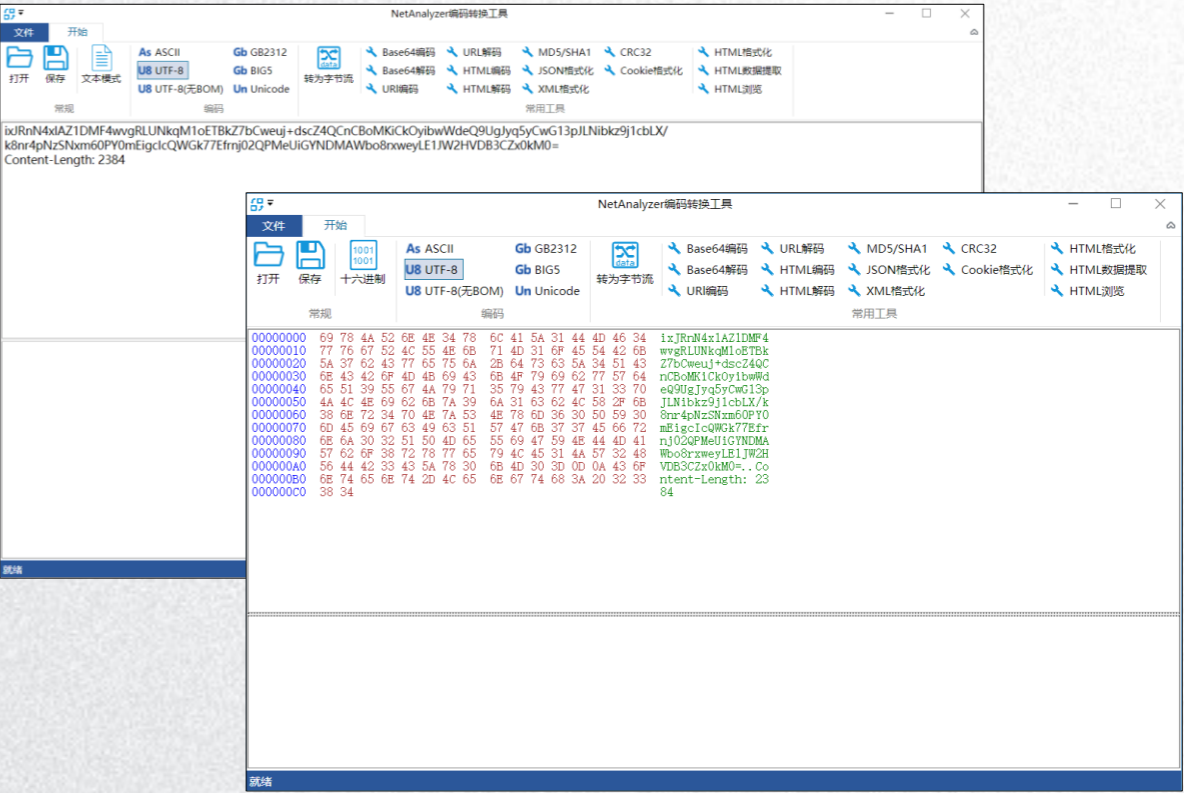 NetAnalyzer编码转换工具
文件 开始
打开 保存 文本模式
As ASCII Gb GB2312
U8 UTF-8 Gb BIG5
U8 UTF-8(无BOM) Un Unicode
转为字节流
Base64编码 URL解码 MD5/SHA1 CRC32 HTML格式化
Base64解码 HTML编码 JSON格式化 Cookie格式化 HTML数据提取
URl编码 HTML解码 XML格式化 HTML浏览
常规 编码 常用工具
ixJRnN4xlAZ1DMF4wvgRLUNkqM1oETBkZ7bCweuj+dscZ4QCnCBoMKiCkOyibwWdeQ9UgJyq5yCwG13pJLNibkz9j1cbLX/
k8nr4pNzSNxm60PY0mEigcIcQWGk77Efrnj02QPMeUiGYNDMAWbo8rxweyLE1JW2HVDB3CZx0kM0=
Content-Length: 2384
就绪
NetAnalyzer编码转换工具
文件 开始
打开 保存 十六进制
1001
1001
As ASCII Gb GB2312
U8 UTF-8 Gb BIG5
U8 UTF-8(无BOM) Un Unicode
data
转为字节流
Base64编码 URL解码 MD5/SHA1 CRC32 HTML格式化
Base64解码 HTML编码 JSON格式化 Cookie格式化 HTML数据提取
URl编码 HTML解码 XML格式化 HTML浏览
常规 编码 常用工具
00000000 69 78 4A 52 6E 4E 34 78 6C 41 5A 31 44 4D 46 34 ixJRnN4xlAZ1DMF4
00000010 77 76 67 52 4C 55 4E 6B 71 4D 31 6F 45 54 42 6B wvgRLUNkqM1oETBk
00000020 5A 37 62 43 77 65 75 6A 2B 64 73 63 5A 34 51 43 Z7bCweuj+dscZ4QC
00000030 6E 43 42 6F 4D 4B 69 43 6B 4F 79 69 62 77 57 64 nCBoMKiCkOyibwWd
00000040 65 51 39 55 67 4A 79 71 35 79 43 77 47 31 33 70 eQ9UgJyq5yCwG13p
00000050 4A 4C 4E 69 62 6B 7A 39 6A 31 63 62 4C 58 2F 6B JLNibkz9j1cbLX/k
00000060 38 6E 72 34 70 4E 7A 53 4E 78 6D 36 30 50 59 30 8nr4pNzSNxm60PY0
00000070 6D 45 69 67 63 49 63 51 57 47 6B 37 37 45 66 72 mEigcIcQWGk77Efr
00000080 6E 6A 30 32 51 50 4D 65 55 69 47 59 4E 44 4D 41 nj02QPMeUiGYNDMA
00000090 57 62 6F 38 72 78 77 65 79 4C 45 31 4A 57 32 48 Wbo8rxweyLE1JW2H
000000A0 56 44 42 33 43 5A 78 30 6B 4D 30 3D 0D 0A 43 6F VDB3CZx0kM0=..Co
000000B0 6E 74 65 6E 74 2D 4C 65 6E 67 74 68 3A 20 32 33 ntent-Length: 23
000000C0 38 34 84
就绪